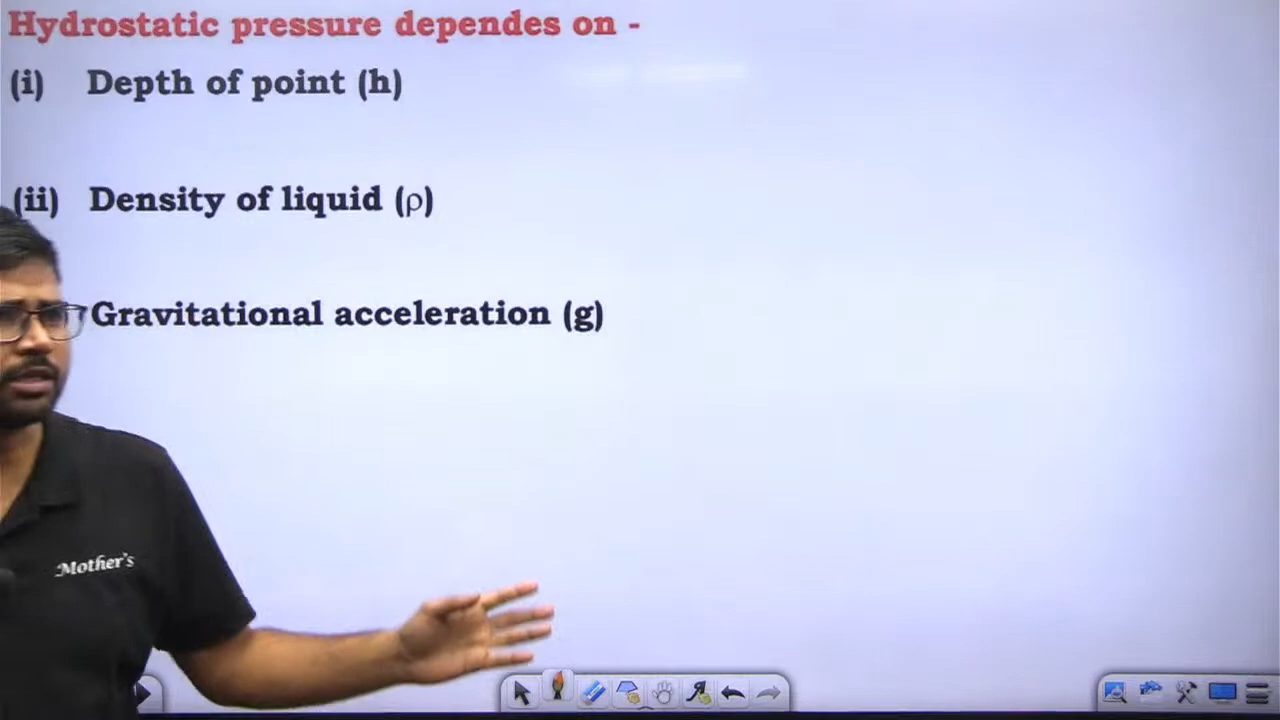 Hydrostatic pressure dependes on -
(i) Depth of point (h)
(ii) Density of liquid (ρ)
Gravitational acceleration (g)
Mother's